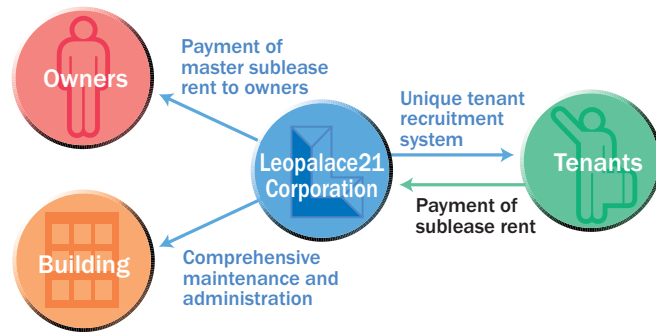 Owners
Payment of
master sublease
rent to owners
Leopalace21
Corporation
Unique tenant
recruitment
system
Tenants
Payment of
sublease rent
Building
Comprehensive
maintenance and
administration